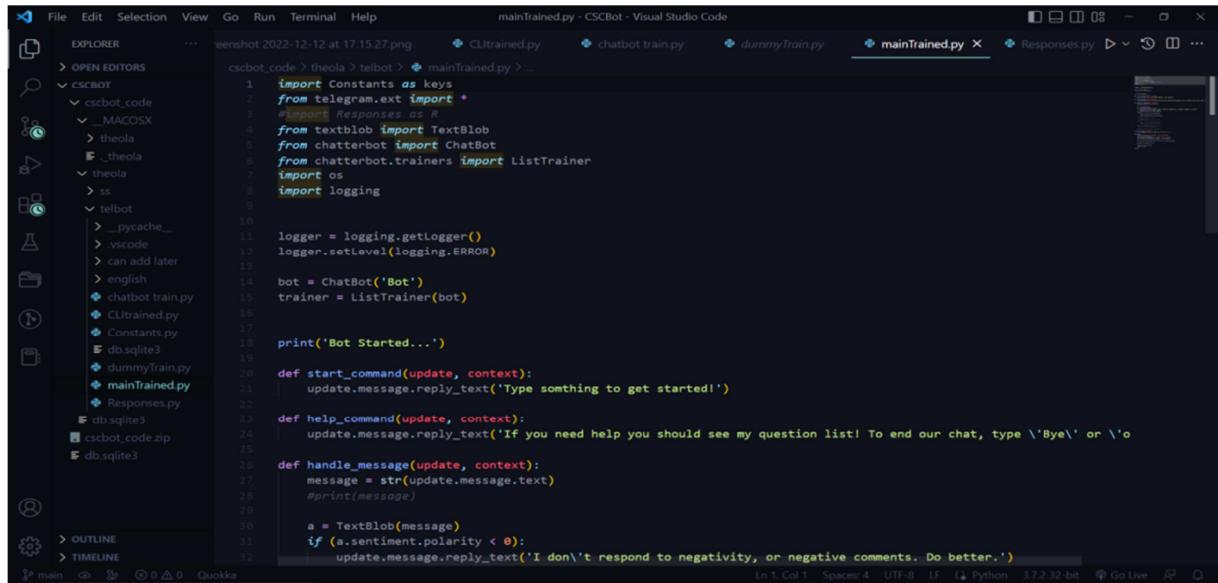 File Edit Selection View Go Run Terminal Help
mainTrained.py - CSCBot - Visual Studio Code
EXPLORER
reenshot 2022-12-12 at 17.15.27.png
CLItrained.py
chatbot train.py
dummyTrain.py
mainTrained.py
Responses.py
OPEN EDITORS
CSCBOT
cscbot_code
__MACOSX
theola
._theola
theola
ss
telbot
__pycache__
.vscode
can add later
english
chatbot train.py
CLItrained.py
Constants.py
db.sqlite3
dummyTrain.py
mainTrained.py
Responses.py
db.sqlite3
cscbot_code.zip
db.sqlite3
OUTLINE
TIMELINE
cscbot_code > theola > telbot > mainTrained.py > ...
1 import Constants as keys
2 from telegram.ext import *
3 #import Responses as R
4 from textblob import TextBlob
5 from chatterbot import ChatBot
6 from chatterbot.trainers import ListTrainer
7 import os
8 import logging
9
10
11 logger = logging.getLogger()
12 logger.setLevel(logging.ERROR)
13
14 bot = ChatBot('Bot')
15 trainer = ListTrainer(bot)
16
17
18 print('Bot Started...')
19
20 def start_command(update, context):
21 update.message.reply_text('Type somthing to get started!')
22
23 def help_command(update, context):
24 update.message.reply_text('If you need help you should see my question list! To end our chat, type \'Bye\' or \'o
25
26 def handle_message(update, context):
27 message = str(update.message.text)
28 #print(message)
29
30 a = TextBlob(message)
31 if (a.sentiment.polarity < 0):
32 update.message.reply_text('I don\'t respond to negativity, or negative comments. Do better.')
main 0 0 Quokka Ln 1, Col 1 Spaces: 4 UTF-8 LF Python 3.7.2 32-bit Go Live